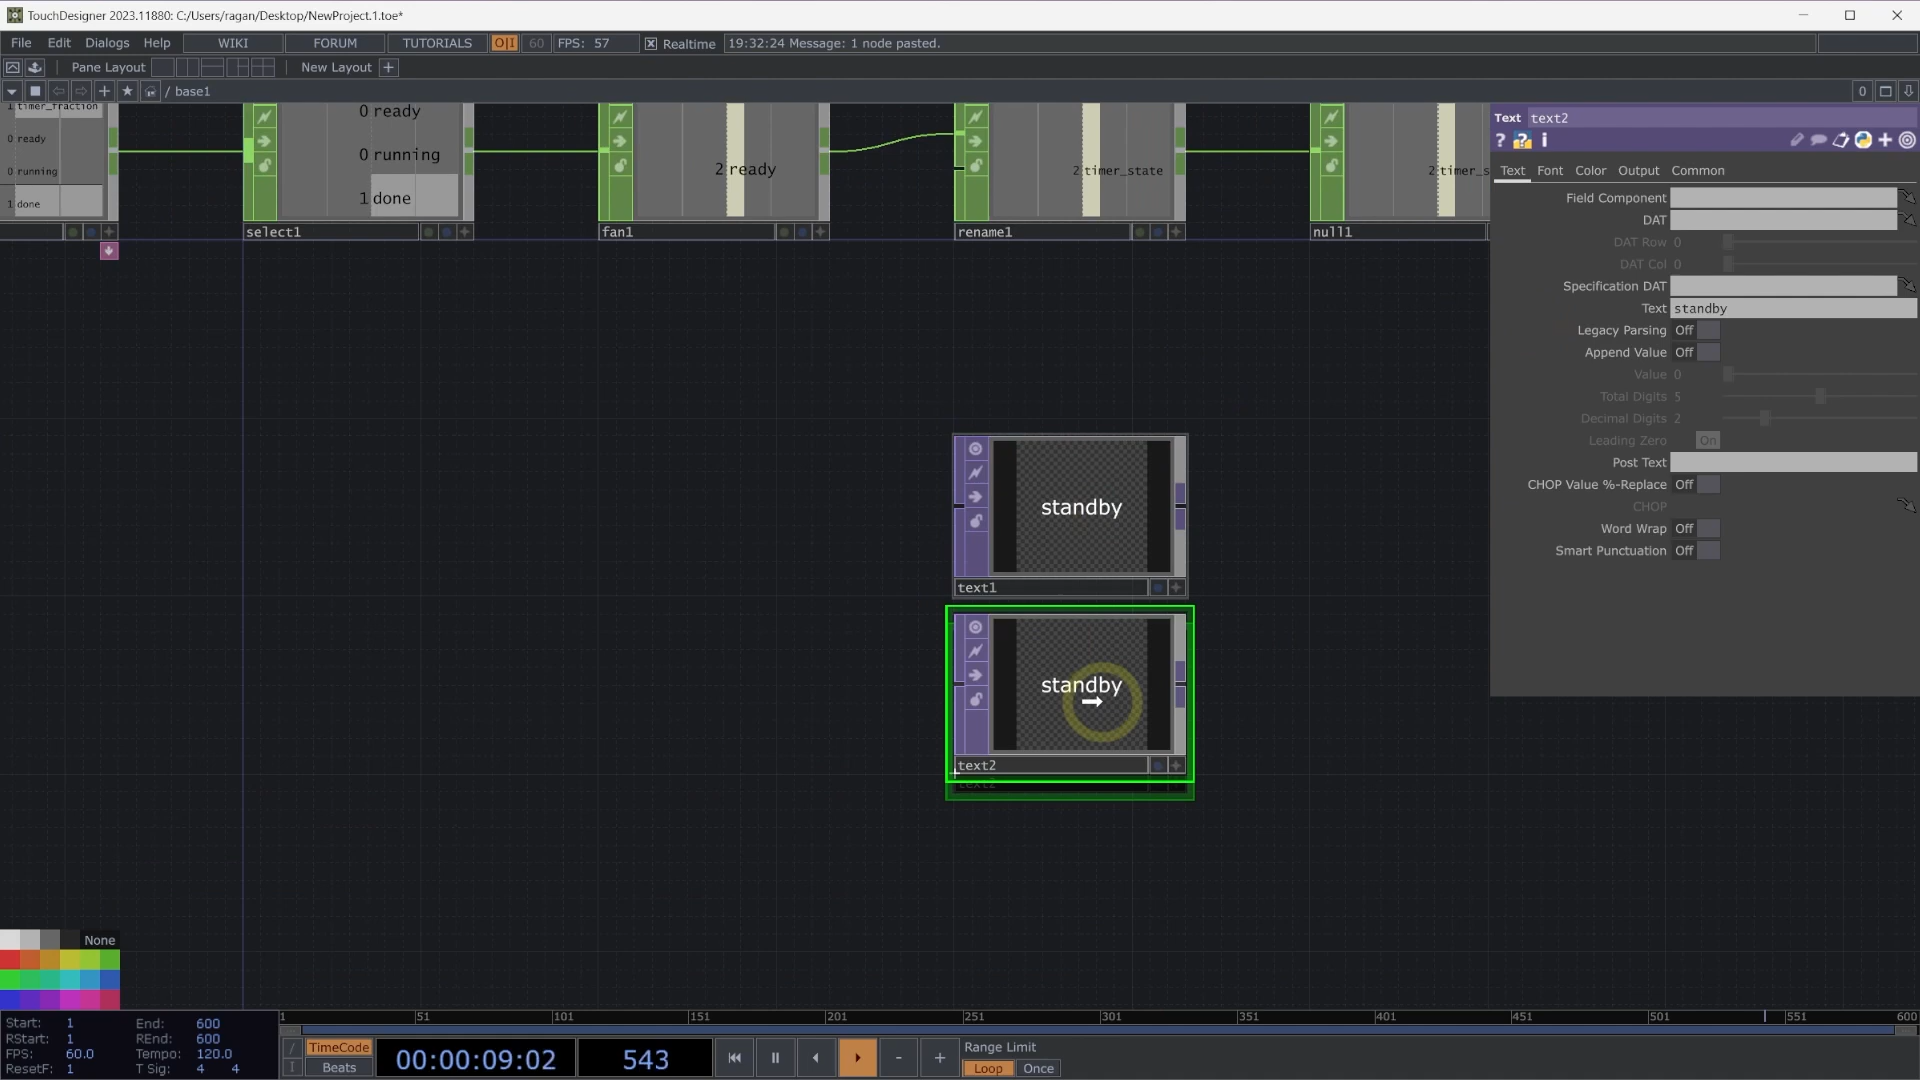 TouchDesigner 2023.11880: C:/Users/ragan/Desktop/NewProject.1.toe*
File Edit Dialogs Help WIKI FORUM TUTORIALS O|I 60 FPS: 57 Realtime 19:32:24 Message: 1 node pasted.
Pane Layout New Layout +
/ base1 0
timer_fraction
0 ready
0 running
1 done
0 ready
0 running
1 done
select1
2 ready
fan1
2 timer_state
rename1
2 timer_s
null1
Text text2
? ? i
Text Font Color Output Common
Field Component
DAT
DAT Row 0
DAT Col 0
Specification DAT
Text standby
Legacy Parsing Off
Append Value Off
Value 0
Total Digits 5
Decimal Digits 2
Leading Zero On
Post Text
CHOP Value %-Replace Off
CHOP
Word Wrap Off
Smart Punctuation Off
standby
text1
standby
text2
text2
None
Start: 1 End: 600
RStart: 1 REnd: 600
FPS: 60.0 Tempo: 120.0
ResetF: 1 T Sig: 4 4
1 51 101 151 201 251 301 351 401 451 501 551 600
TimeCode
Beats
00:00:09:02
543
- +
Range Limit
Loop Once